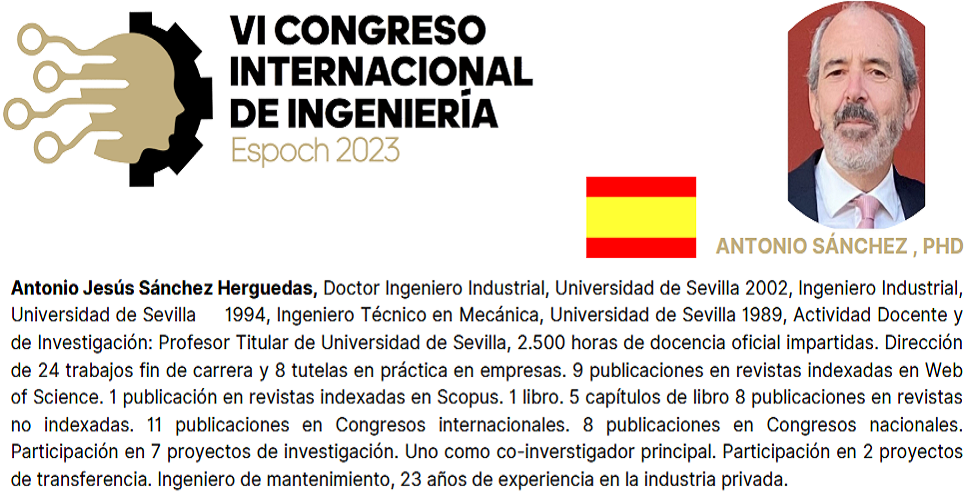 VI CONGRESO
INTERNACIONAL
DE INGENIERÍA
Espoch 2023
ANTONIO SÁNCHEZ , PHD
Antonio Jesús Sánchez Herguedas, Doctor Ingeniero Industrial, Universidad de Sevilla 2002, Ingeniero Industrial,
Universidad de Sevilla 1994, Ingeniero Técnico en Mecánica, Universidad de Sevilla 1989, Actividad Docente y
de Investigación: Profesor Titular de Universidad de Sevilla, 2.500 horas de docencia oficial impartidas. Dirección
de 24 trabajos fin de carrera y 8 tutelas en práctica en empresas. 9 publicaciones en revistas indexadas en Web
of Science. 1 publicación en revistas indexadas en Scopus. 1 libro. 5 capítulos de libro 8 publicaciones en revistas
no indexadas. 11 publicaciones en Congresos internacionales. 8 publicaciones en Congresos nacionales.
Participación en 7 proyectos de investigación. Uno como co-inverstigador principal. Participación en 2 proyectos
de transferencia. Ingeniero de mantenimiento, 23 años de experiencia en la industria privada.